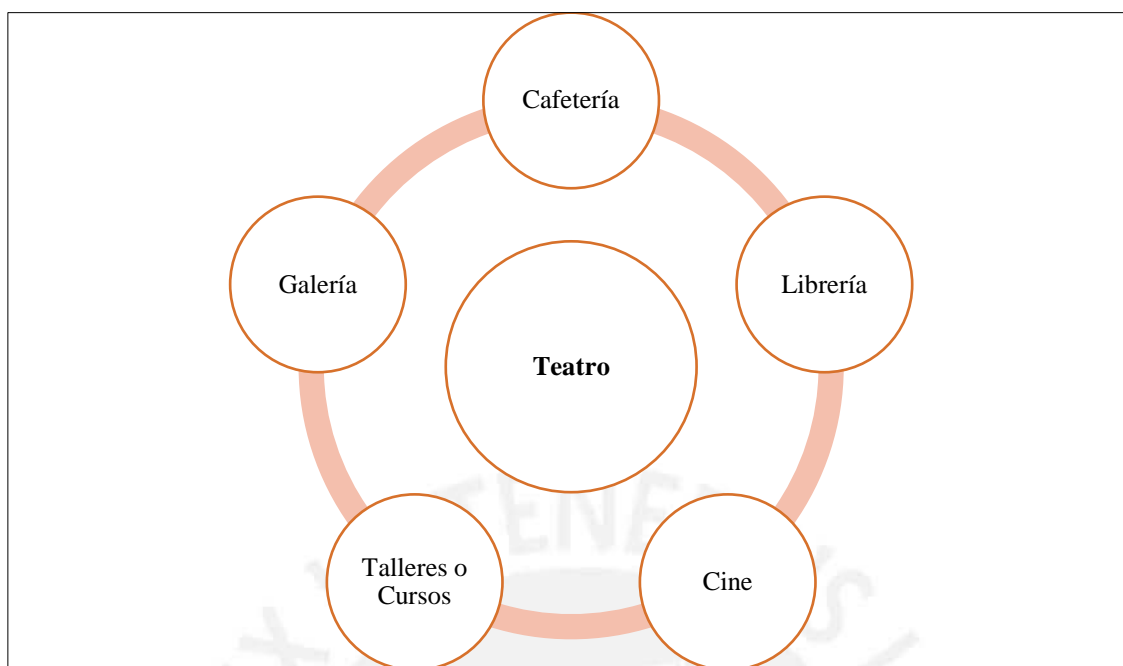 Cafetería
Galería
Librería
Teatro
Talleres o
Cursos
Cine